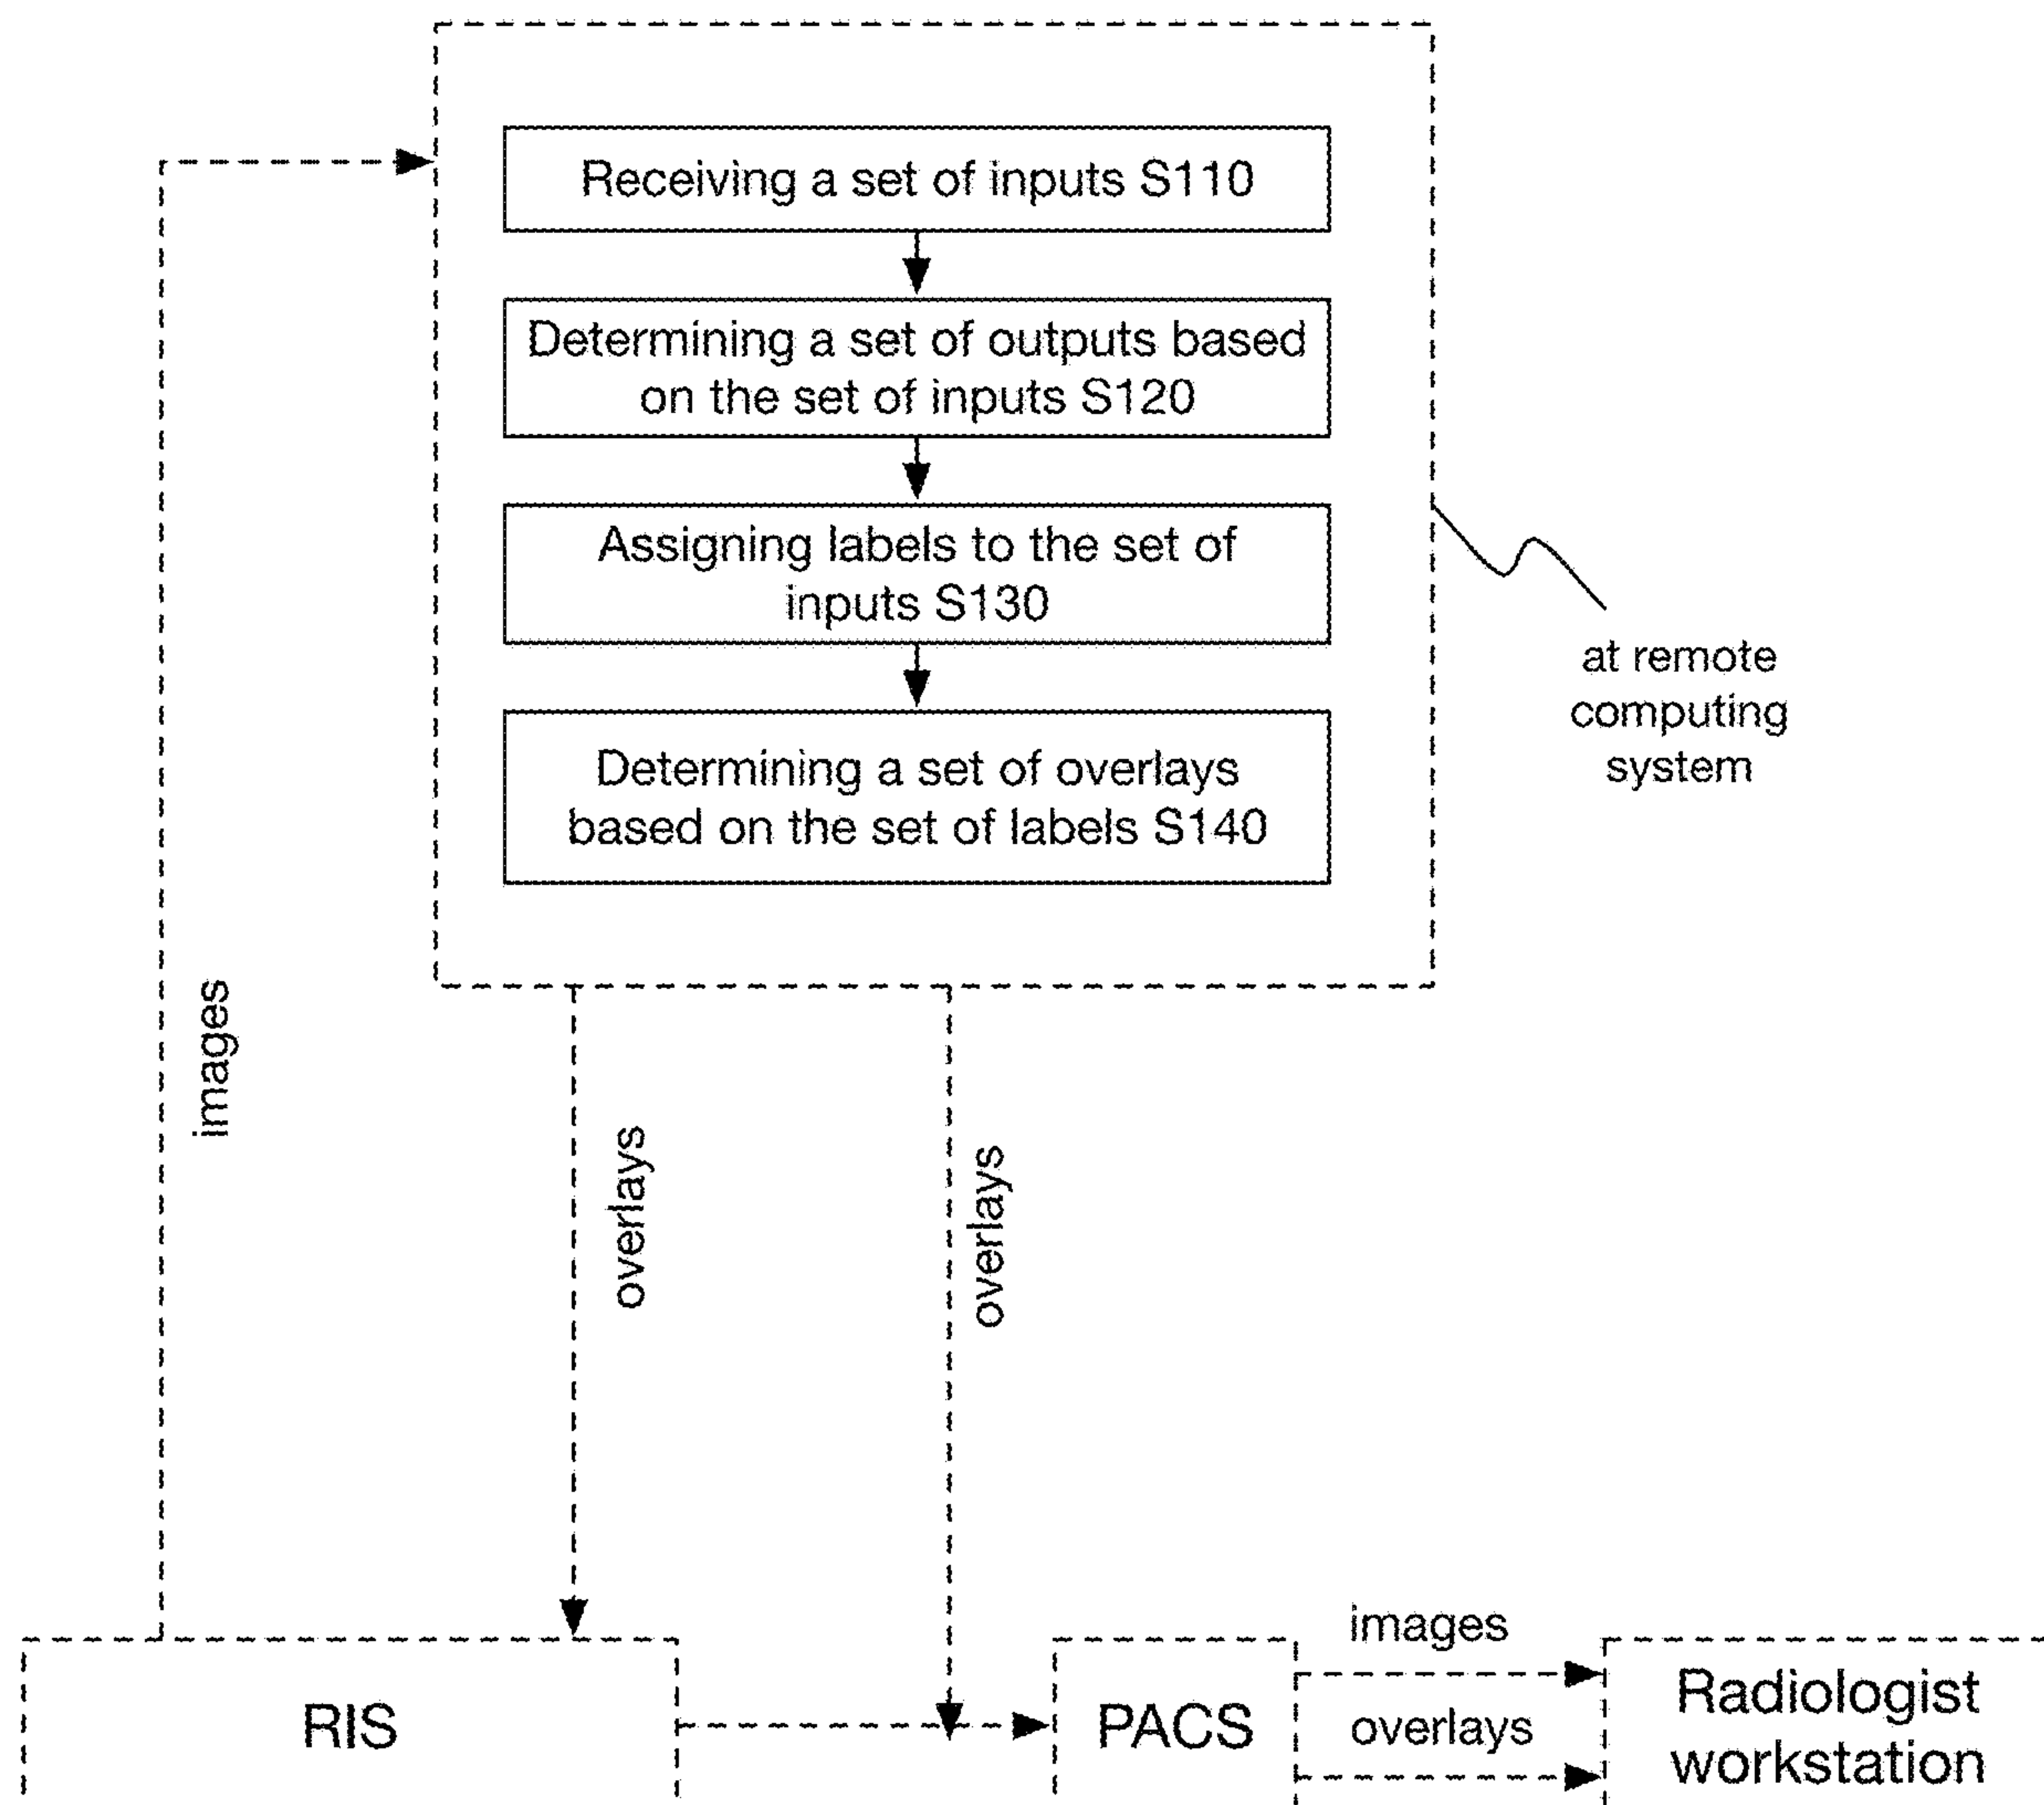 Receiving a set of inputs S110
Determining a set of outputs based
on the set of inputs S120
Assigning labels to the set of
inputs S130
Determining a set of overlays
based on the set of labels S140
at remote
computing
system
images
overlays
overlays
RIS
PACS
images
overlays
Radiologist
workstation